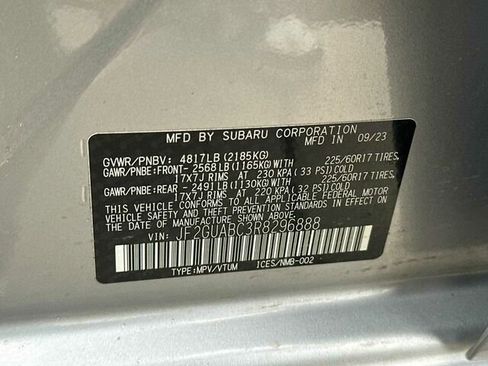 MFD BY SUBARU CORPORATION 09/23
MFD. IN JAPAN
GVWR/PNBV: 4817LB (2185KG)
GAWR/PNBE:FRONT- 2568LB(1165KG)WITH 225/60R17 TIRES,
17X7J RIMS AT 230 KPA (33 PSI)COLD
GAWR/PNBE:REAR - 2491LB(1130KG)WITH 225/60R17 TIRES,
17X7J RIMS AT 220 KPA (32 PSI)COLD
THIS VEHICLE CONFORMS TO ALL APPLICABLE FEDERAL
MOTOR VEHICLE SAFETY STANDARDS IN EFFECT
ON THE DATE OF MANUFACTURE SHOWN ABOVE.
VIN: JF2GUABC3R8296888
TYPE:MPV/VTUM ICES/NMB-002